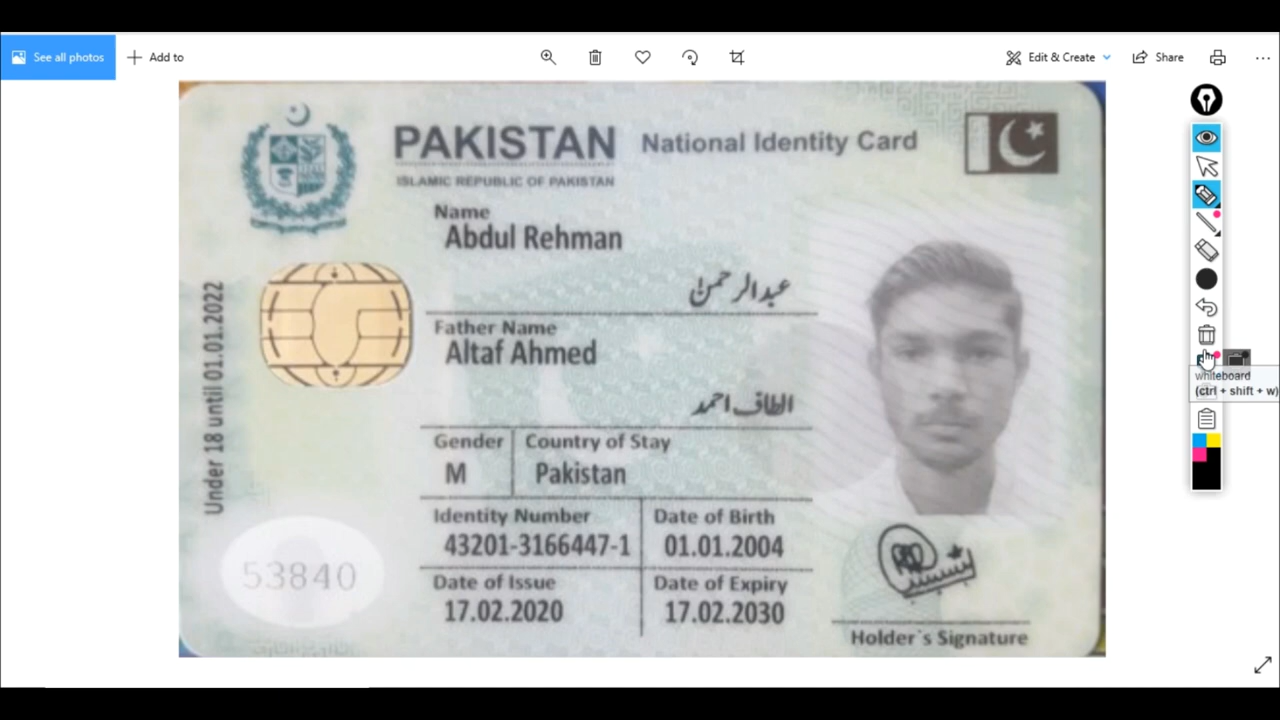 See all photos
Add to
Edit & Create
Share
PAKISTAN National Identity Card
ISLAMIC REPUBLIC OF PAKISTAN
Name
Abdul Rehman
عبدالرحمن
Father Name
Altaf Ahmed
الطاف احمد
Gender Country of Stay
M Pakistan
Identity Number Date of Birth
43201-3166447-1 01.01.2004
Date of Issue Date of Expiry
17.02.2020 17.02.2030
Under 18 until 01.01.2022
53840
Holder`s Signature
whiteboard
(ctrl + shift + w)